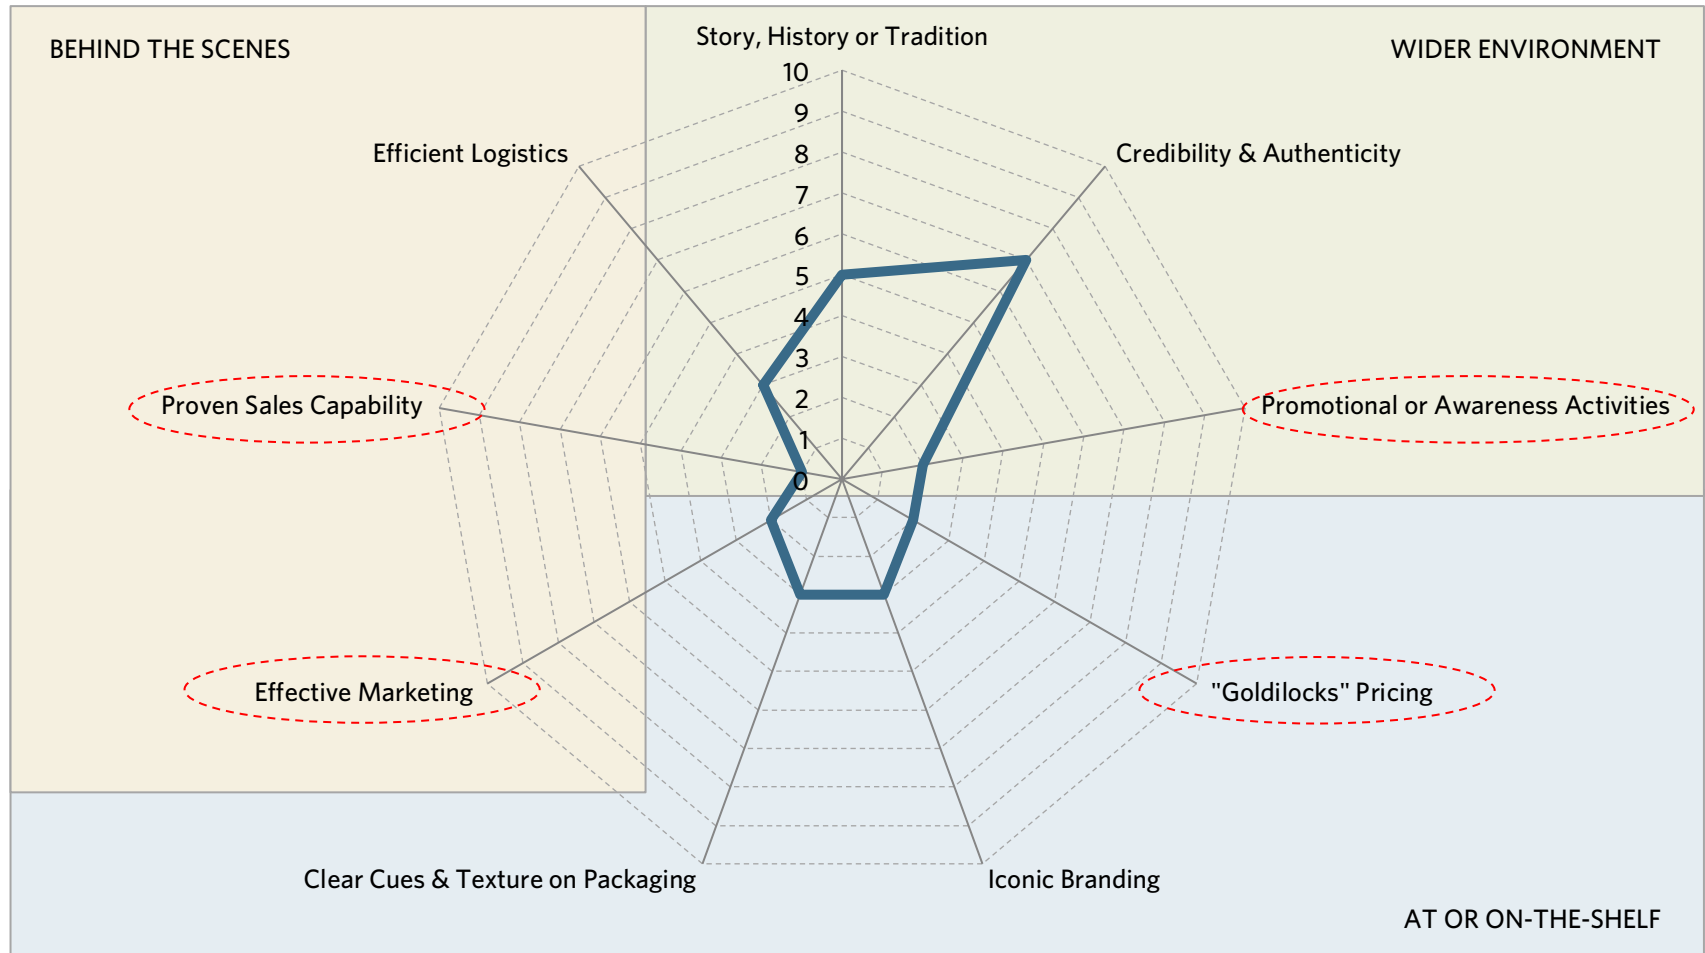 BEHIND THE SCENES
WIDER ENVIRONMENT
Story, History or Tradition
10
9
8
7
6
5
4
3
2
1
0
Efficient Logistics
Credibility & Authenticity
Proven Sales Capability
Promotional or Awareness Activities
Effective Marketing
"Goldilocks" Pricing
Clear Cues & Texture on Packaging
Iconic Branding
AT OR ON-THE-SHELF